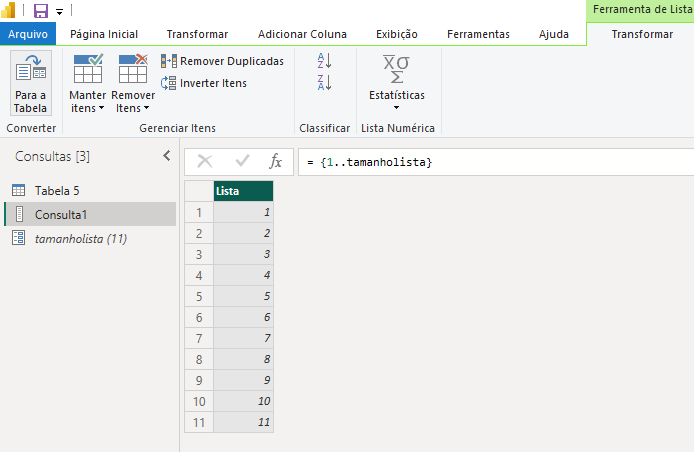 Ferramenta de Lista
Arquivo Página Inicial Transformar Adicionar Coluna Exibição Ferramentas Ajuda Transformar
Para a Tabela
Manter itens
Remover Itens
Remover Duplicadas
Inverter Itens
A
Z
Z
A
X̅σ
Σ
Estatísticas
Converter Gerenciar Itens Classificar Lista Numérica
Consultas [3]
fx = {1..tamanholista}
Tabela 5
Consulta1
tamanholista (11)
Lista
1 1
2 2
3 3
4 4
5 5
6 6
7 7
8 8
9 9
10 10
11 11